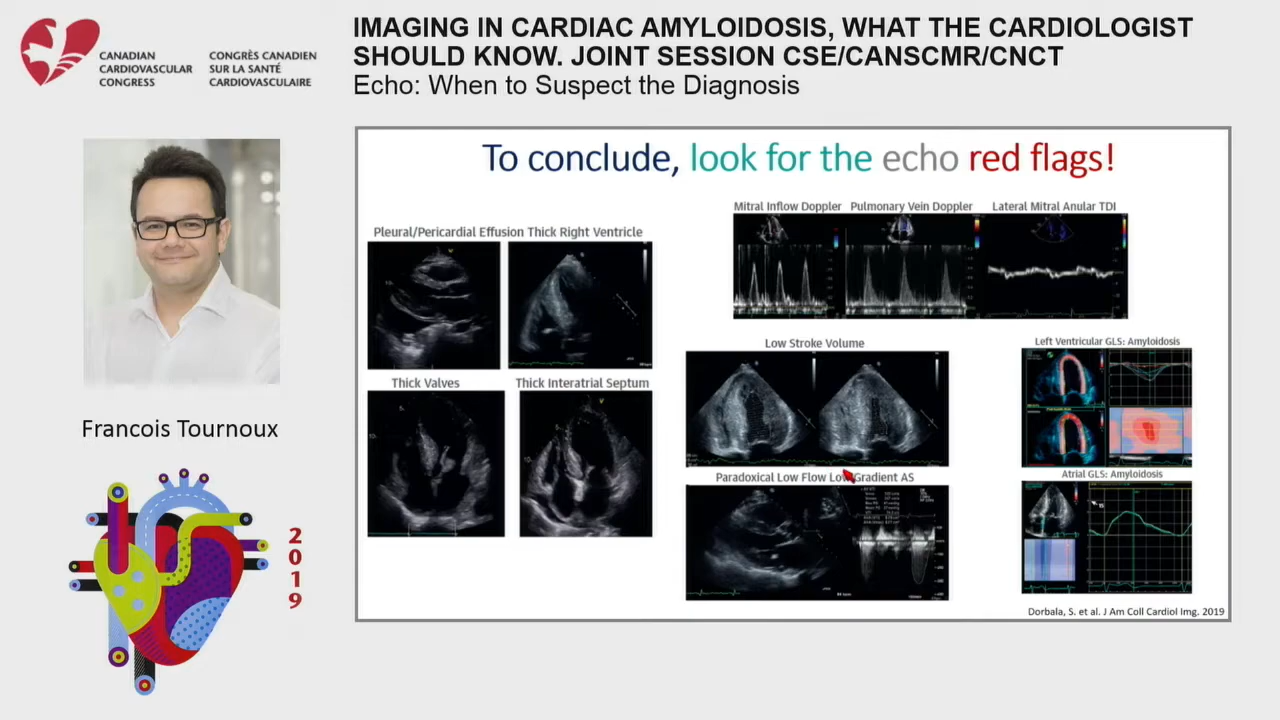 IMAGING IN CARDIAC AMYLOIDOSIS, WHAT THE CARDIOLOGIST
SHOULD KNOW. JOINT SESSION CSE/CANSCMR/CNCT
Echo: When to Suspect the Diagnosis
CANADIAN
CARDIOVASCULAR
CONGRESS
CONGRÈS CANADIEN
SUR LA SANTÉ
CARDIOVASCULAIRE
Francois Tournoux
2019
To conclude, look for the echo red flags!
Pleural/Pericardial Effusion Thick Right Ventricle
Thick Valves
Thick Interatrial Septum
Mitral Inflow Doppler
Pulmonary Vein Doppler
Lateral Mitral Anular TDI
Low Stroke Volume
Paradoxical Low Flow Low Gradient AS
Left Ventricular GLS: Amyloidosis
Atrial GLS: Amyloidosis
Dorbala, S. et al. J Am Coll Cardiol Img. 2019